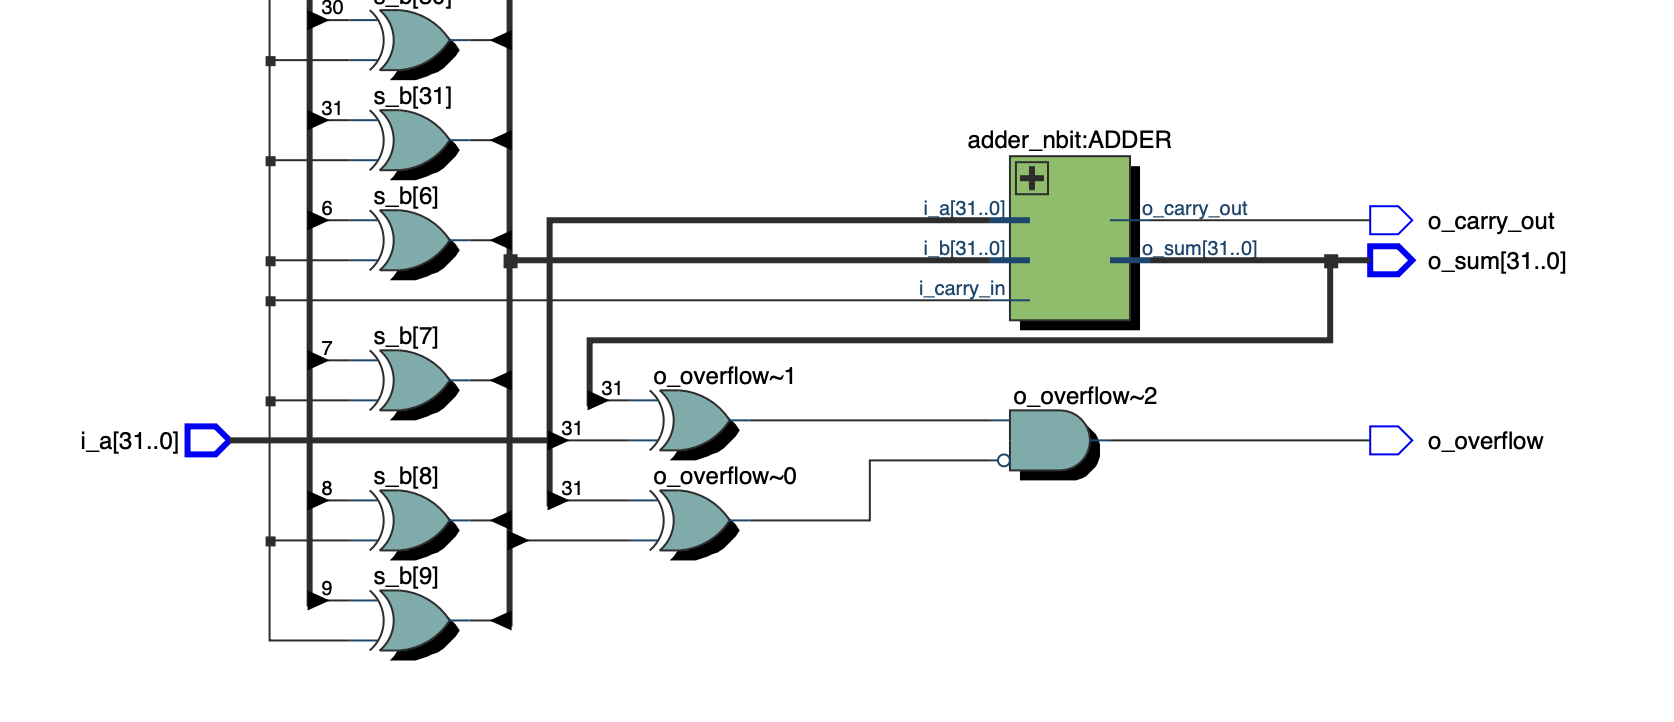 30
31
s_b[31]
adder_nbit:ADDER
6
s_b[6]
i_a[31..0]
o_carry_out
o_carry_out
i_b[31..0]
o_sum[31..0]
o_sum[31..0]
i_carry_in
7
s_b[7]
31
o_overflow~1
o_overflow~2
i_a[31..0]
31
o_overflow
8
s_b[8]
31
o_overflow~0
9
s_b[9]